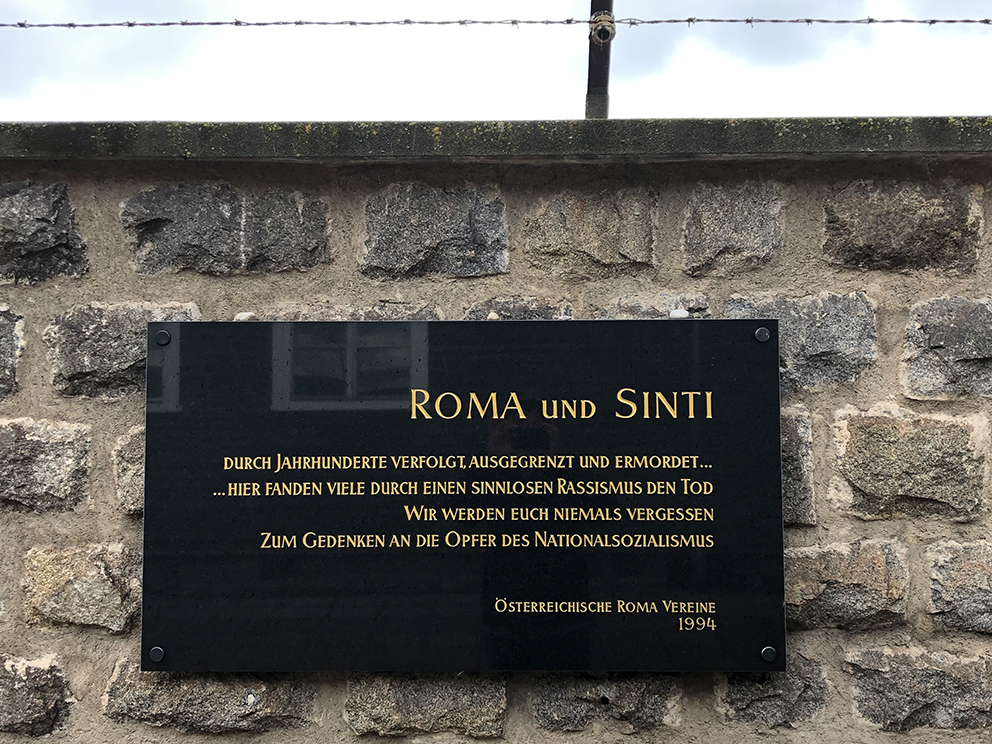 ROMA UND SINTI
DURCH JAHRHUNDERTE VERFOLGT, AUSGEGRENZT UND ERMORDET...
...HIER FANDEN VIELE DURCH EINEN SINNLOSEN RASSISMUS DEN TOD
WIR WERDEN EUCH NIEMALS VERGESSEN
ZUM GEDENKEN AN DIE OPFER DES NATIONALSOZIALISMUS
ÖSTERREICHISCHE ROMA VEREINE
1994